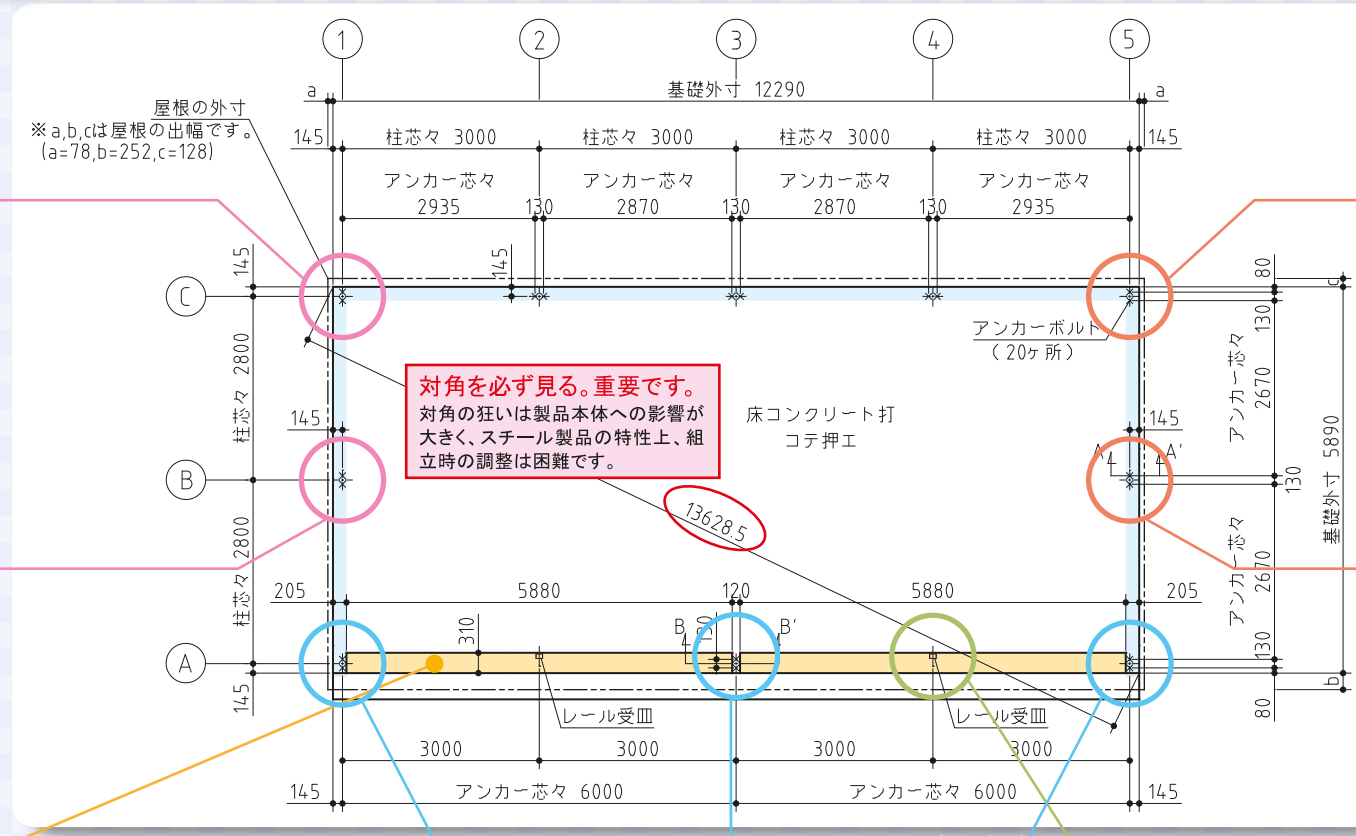 1
2
3
4
5
a
基礎外寸 12290
a
屋根の外寸
※a,b,cは屋根の出幅です。
(a=78,b=252,c=128)
145
柱芯々 3000
柱芯々 3000
柱芯々 3000
柱芯々 3000
145
アンカー芯々
アンカー芯々
アンカー芯々
アンカー芯々
2935
130
2870
130
2870
130
2935
145
145
80
c
C
130
アンカーボルト
(20ヶ所)
柱芯々 2800
アンカー芯々
2670
対角を必ず見る。重要です。
対角の狂いは製品本体への影響が
大きく、スチール製品の特性上、組
立時の調整は困難です。
床コンクリート打
コテ押エ
145
145
A
A'
B
130
基礎外寸 5890
13628.5
柱芯々 2800
アンカー芯々
2670
205
5880
120
5880
205
310
B
130
B'
A
130
145
b
80
レール受皿
レール受皿
3000
3000
3000
3000
145
アンカー芯々 6000
アンカー芯々 6000
145